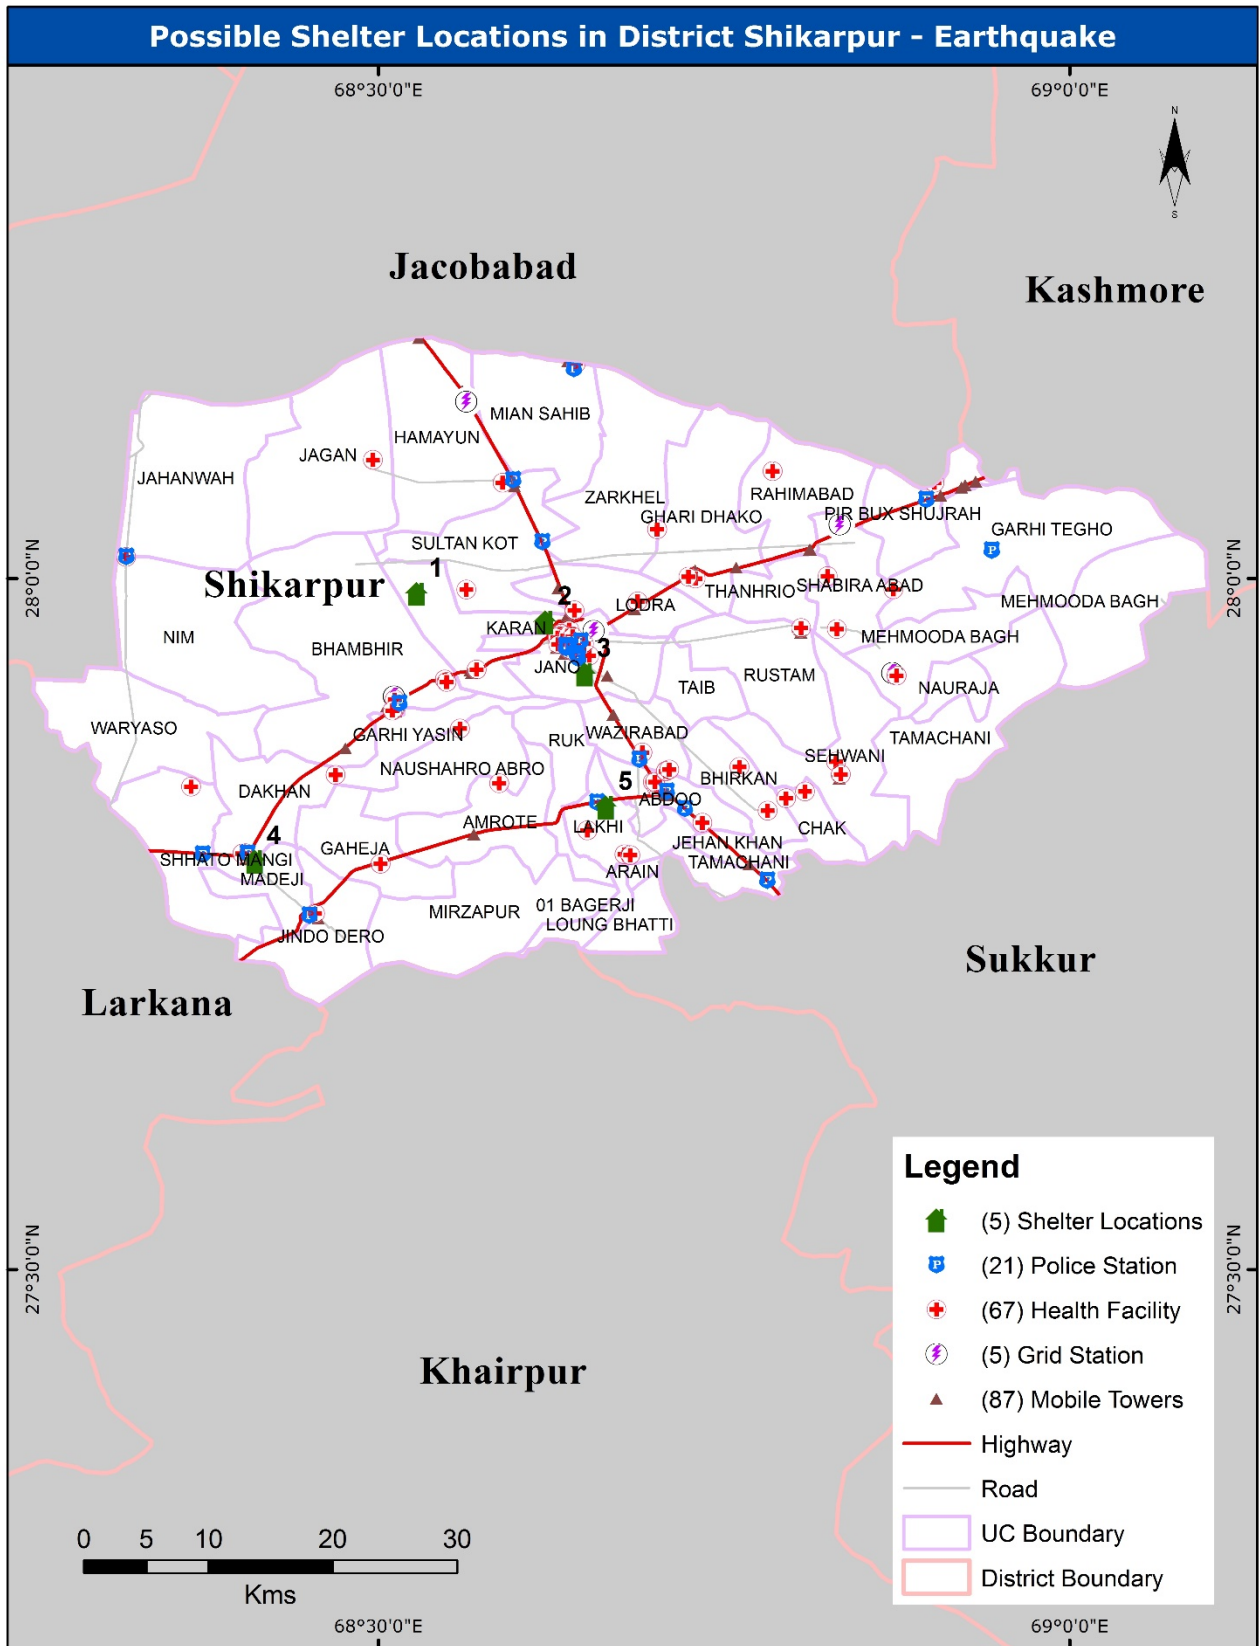 Possible Shelter Locations in District Shikarpur - Earthquake
68°30'0"E
69°0'0"E
N
S
Jacobabad
Kashmore
MIAN SAHIB
HAMAYUN
JAGAN
JAHANWAH
ZARKHEL
RAHIMABAD
GHARI DHAKO
PIR BUX SHUJRAH
GARHI TEGHO
SULTAN KOT
1
28°0'0"N
28°0'0"N
Shikarpur
2
LODRA
THANHRIO
SHABIRA ABAD
MEHMOODA BAGH
KARAN
NIM
BHAMBHIR
3
MEHMOODA BAGH
JANO
TAIB
RUSTAM
NAURAJA
WARYASO
GARHI YASIN
RUK
WAZIRABAD
TAMACHANI
SEHWANI
NAUSHAHRO ABRO
5
BHIRKAN
DAKHAN
ABDOO
AMROTE
LAKHI
CHAK
4
GAHEJA
JEHAN KHAN
SHHATO MANGI
TAMACHANI
MADEJI
ARAIN
MIRZAPUR
01 BAGERJI
LOUNG BHATTI
JINDO DERO
Sukkur
Larkana
Legend
(5) Shelter Locations
P
(21) Police Station
(67) Health Facility
(5) Grid Station
(87) Mobile Towers
Highway
Road
UC Boundary
District Boundary
27°30'0"N
27°30'0"N
Khairpur
0 5 10 20 30
Kms
68°30'0"E
69°0'0"E